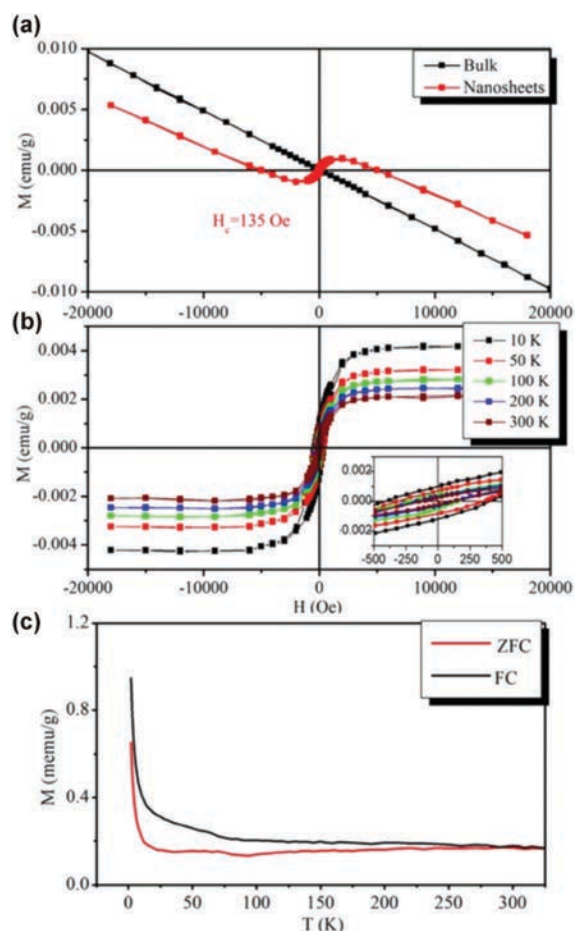 (a)
0.010
0.005
0.000
-0.005
-0.010
M (emu/g)
Bulk
Nanosheets
H_c=135 Oe
-20000 -10000 0 10000 20000
(b)
0.004
0.002
0.000
-0.002
-0.004
M (emu/g)
10 K
50 K
100 K
200 K
300 K
0.002
0.000
-0.002
-500 -250 0 250 500
-20000 -10000 0 10000 20000
H (Oe)
(c)
1.2
0.8
0.4
0.0
M (memu/g)
ZFC
FC
0 50 100 150 200 250 300
T (K)